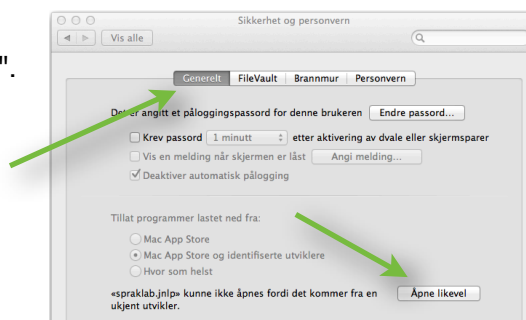 Sikkerhet og personvern
Vis alle
".
Generelt FileVault Brannmur Personvern
Det er angitt et påloggingspassord for denne brukeren Endre passord...
Krev passord 1 minutt etter aktivering av dvale eller skjermsparer
Vis en melding når skjermen er låst Angi melding...
Deaktiver automatisk pålogging
Tillat programmer lastet ned fra:
Mac App Store
Mac App Store og identifiserte utviklere
Hvor som helst
«spraklab.jnlp» kunne ikke åpnes fordi det kommer fra en Åpne likevel
ukjent utvikler.